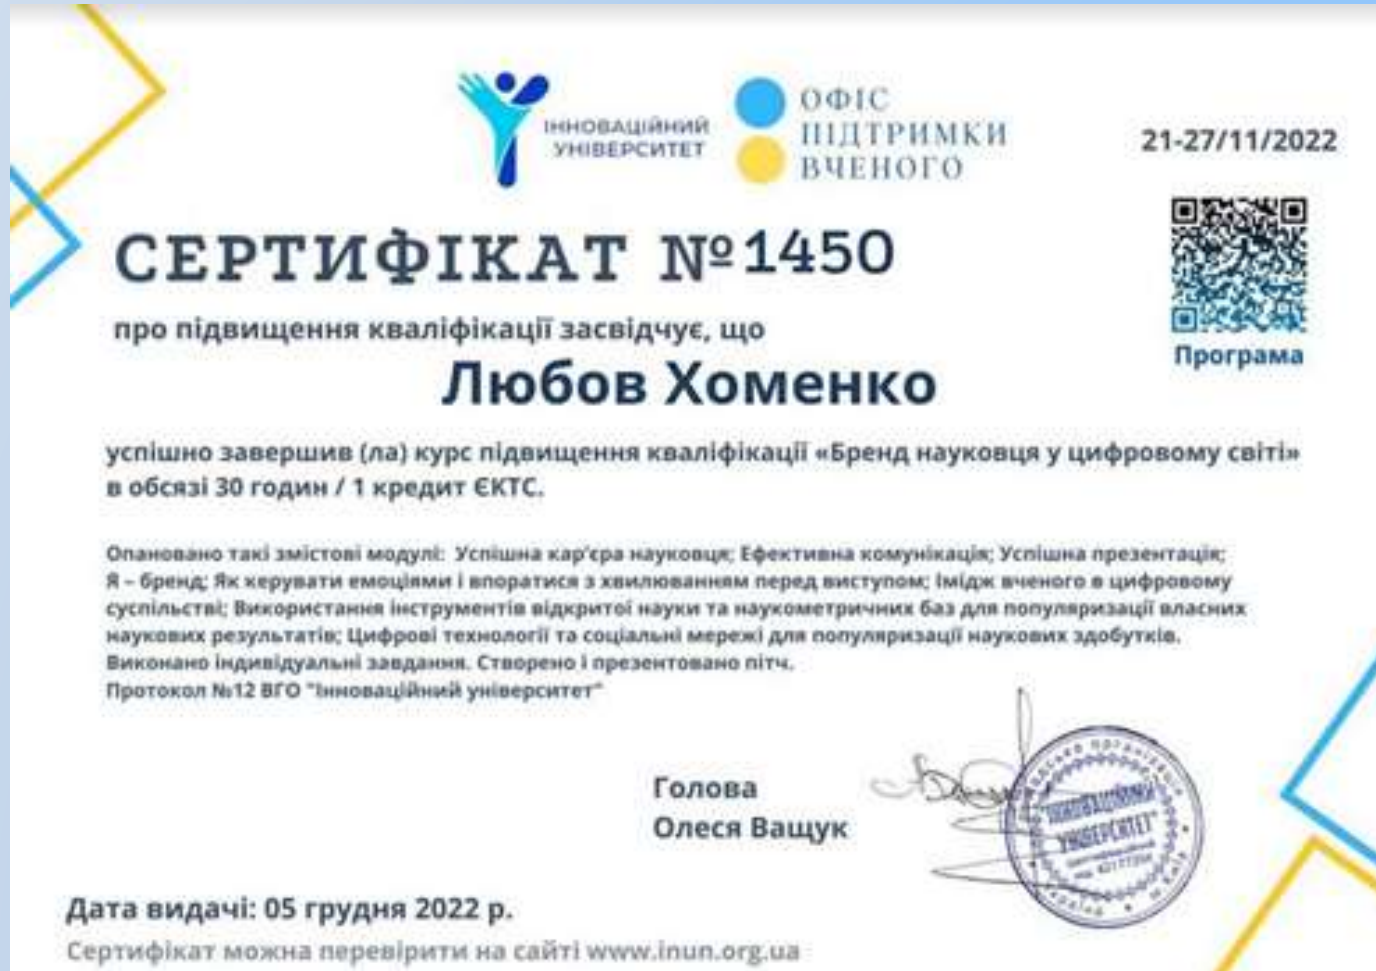 ІННОВАЦІЙНИЙ
УНІВЕРСИТЕТ
ОФІС
ПІДТРИМКИ
ВЧЕНОГО
21-27/11/2022
СЕРТИФІКАТ №1450
Програма
про підвищення кваліфікації засвідчує, що
Любов Хоменко
успішно завершив (ла) курс підвищення кваліфікації «Бренд науковця у цифровому світі»
в обсязі 30 годин / 1 кредит ЄКТС.
Опановано такі змістові модулі: Успішна кар'єра науковця; Ефективна комунікація; Успішна презентація;
Я – бренд; Як керувати емоціями і впоратися з хвилюванням перед виступом; Імідж вченого в цифровому
суспільстві; Використання інструментів відкритої науки та наукометричних баз для популяризації власних
наукових результатів; Цифрові технології та соціальні мережі для популяризації наукових здобутків.
Виконано індивідуальні завдання. Створено і презентовано пітч.
Протокол №12 ВГО "Інноваційний університет"
Голова
Олеся Ващук
"ІННОВАЦІЙНИЙ
УНІВЕРСИТЕТ"
Дата видачі: 05 грудня 2022 р.
Сертифікат можна перевірити на сайті www.inun.org.ua